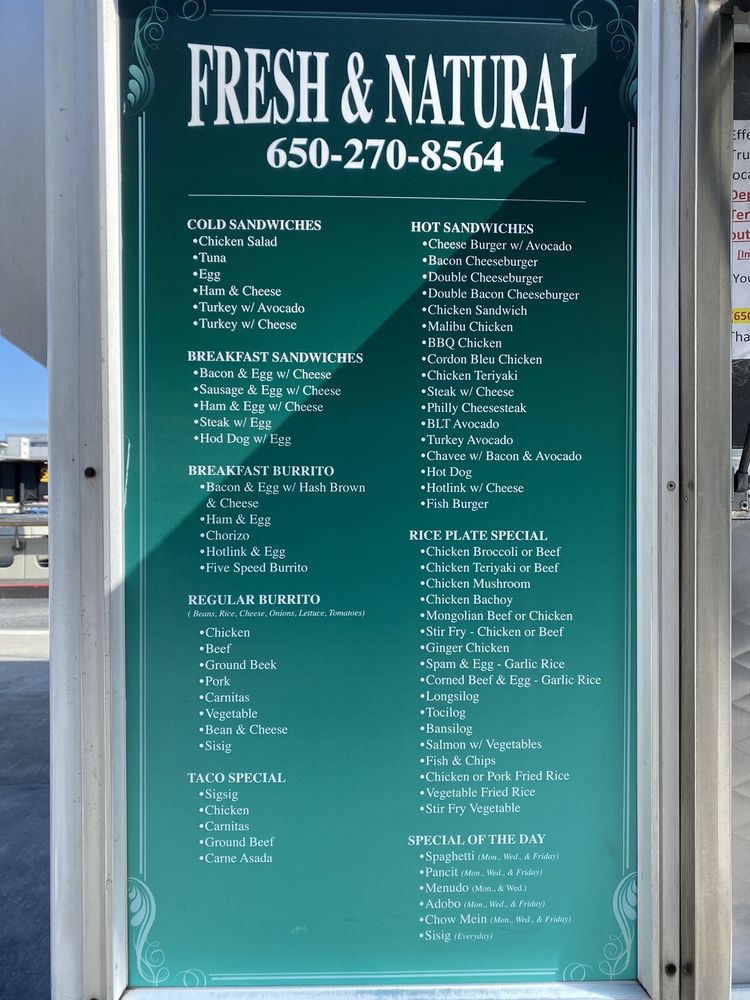 FRESH & NATURAL
650-270-8564
COLD SANDWICHES
•Chicken Salad
•Tuna
•Egg
•Ham & Cheese
•Turkey w/ Avocado
•Turkey w/ Cheese
BREAKFAST SANDWICHES
•Bacon & Egg w/ Cheese
•Sausage & Egg w/ Cheese
•Ham & Egg w/ Cheese
•Steak w/ Egg
•Hod Dog w/ Egg
BREAKFAST BURRITO
•Bacon & Egg w/ Hash Brown
& Cheese
•Ham & Egg
•Chorizo
•Hotlink & Egg
•Five Speed Burrito
REGULAR BURRITO
( Beans, Rice, Cheese, Onions, Lettuce, Tomatoes)
•Chicken
•Beef
•Ground Beek
•Pork
•Carnitas
•Vegetable
•Bean & Cheese
•Sisig
TACO SPECIAL
•Sigsig
•Chicken
•Carnitas
•Ground Beef
•Carne Asada
HOT SANDWICHES
•Cheese Burger w/ Avocado
•Bacon Cheeseburger
•Double Cheeseburger
•Double Bacon Cheeseburger
•Chicken Sandwich
•Malibu Chicken
•BBQ Chicken
•Cordon Bleu Chicken
•Chicken Teriyaki
•Steak w/ Cheese
•Philly Cheesesteak
•BLT Avocado
•Turkey Avocado
•Chavee w/ Bacon & Avocado
•Hot Dog
•Hotlink w/ Cheese
•Fish Burger
RICE PLATE SPECIAL
•Chicken Broccoli or Beef
•Chicken Teriyaki or Beef
•Chicken Mushroom
•Chicken Bachoy
•Mongolian Beef or Chicken
•Stir Fry - Chicken or Beef
•Ginger Chicken
•Spam & Egg - Garlic Rice
•Corned Beef & Egg - Garlic Rice
•Longsilog
•Tocilog
•Bansilog
•Salmon w/ Vegetables
•Fish & Chips
•Chicken or Pork Fried Rice
•Vegetable Fried Rice
•Stir Fry Vegetable
SPECIAL OF THE DAY
•Spaghetti (Mon., Wed., & Friday)
•Pancit (Mon., Wed., & Friday)
•Menudo (Mon., & Wed.)
•Adobo (Mon., Wed., & Friday)
•Chow Mein (Mon., Wed., & Friday)
•Sisig (Everyday)